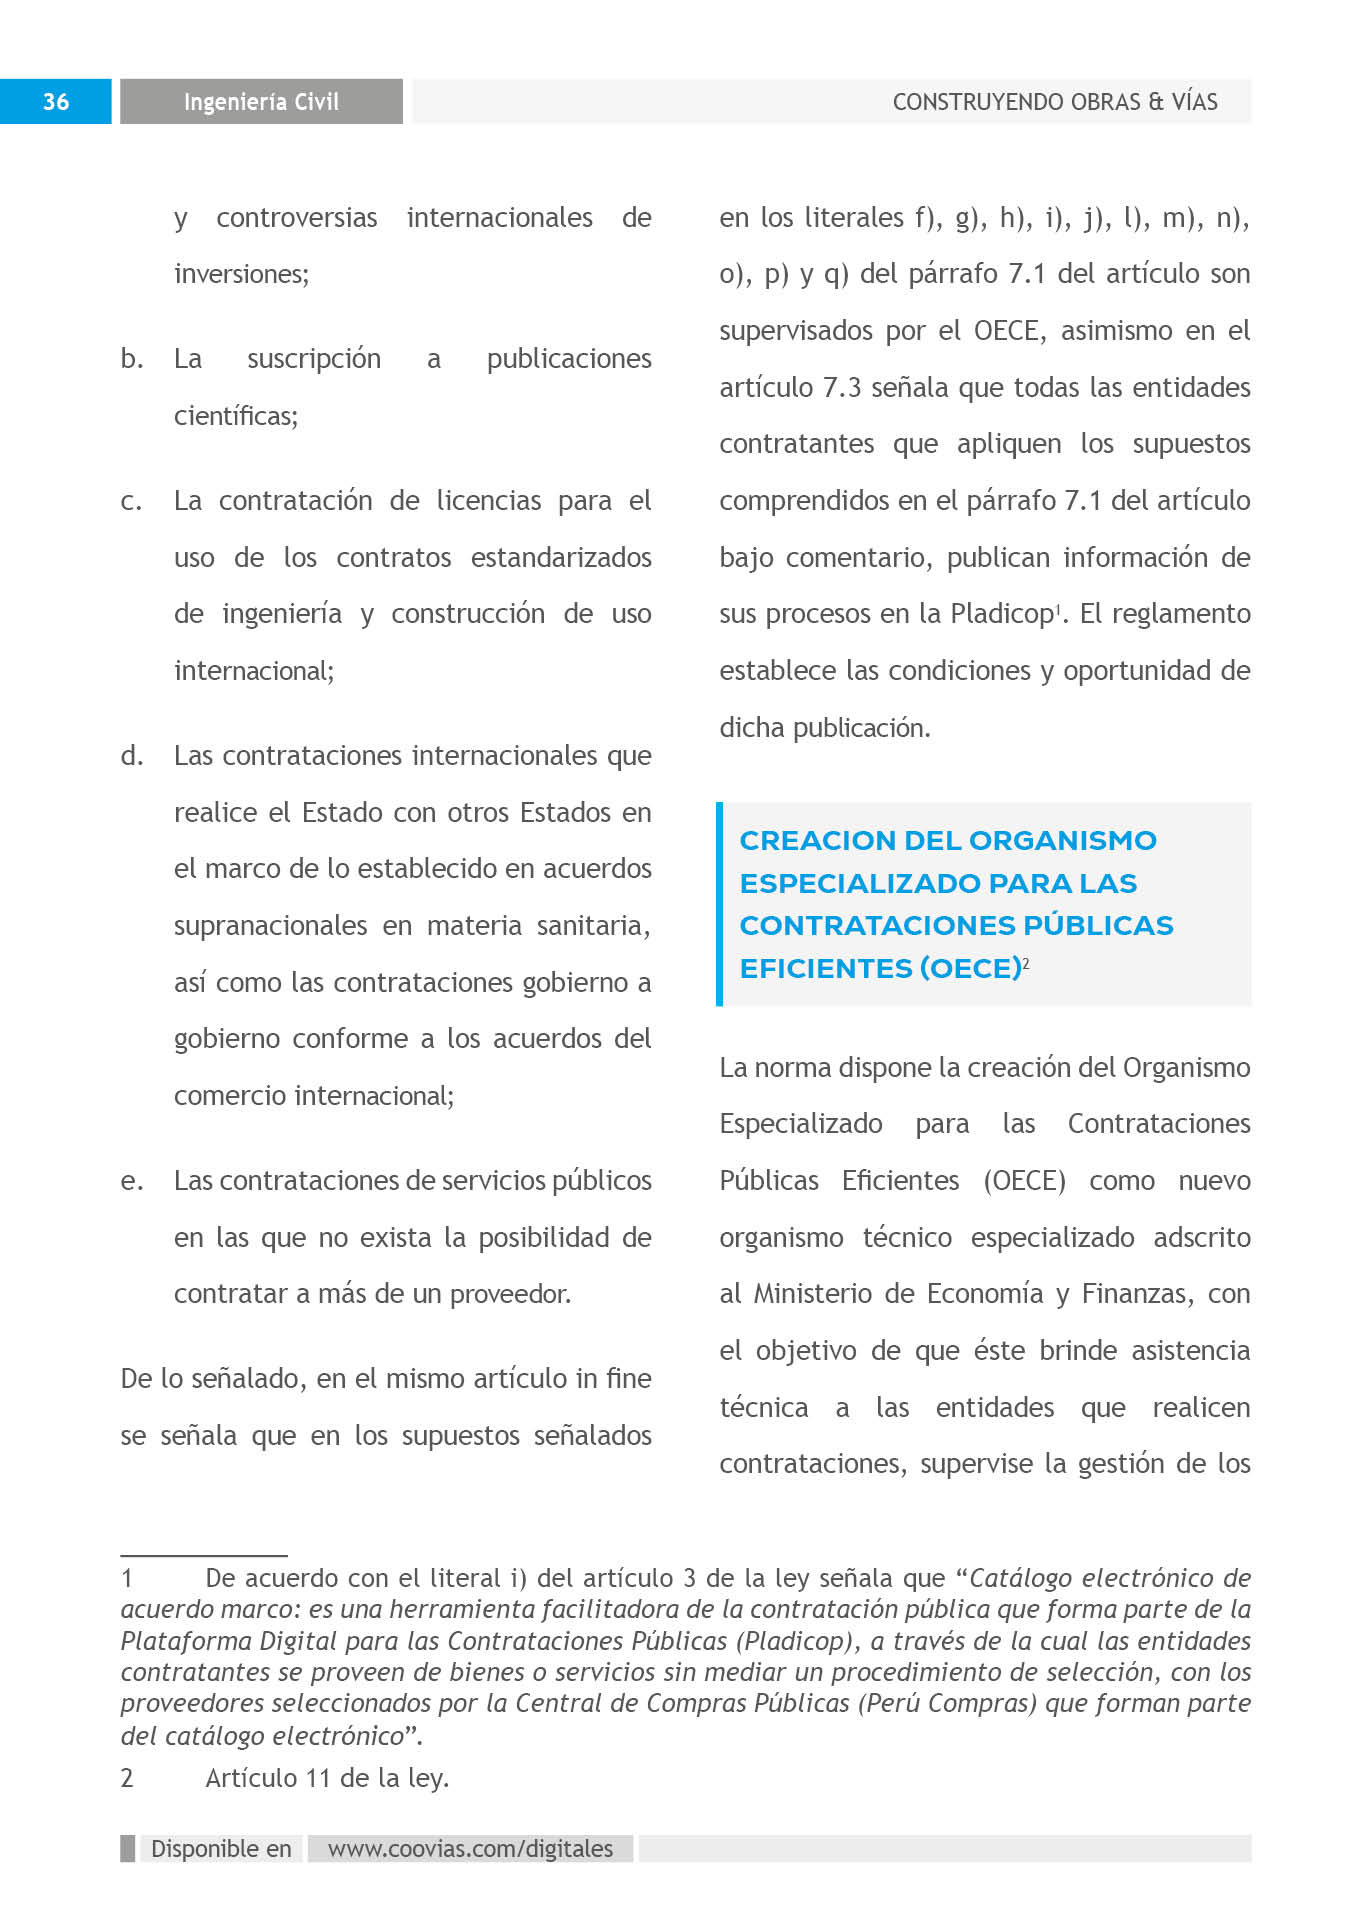 36
Ingeniería Civil
CONSTRUYENDO OBRAS & VÍAS
y controversias internacionales de
inversiones;
b. La suscripción a publicaciones
científicas;
c. La contratación de licencias para el
uso de los contratos estandarizados
de ingeniería y construcción de uso
internacional;
d. Las contrataciones internacionales que
realice el Estado con otros Estados en
el marco de lo establecido en acuerdos
supranacionales en materia sanitaria,
así como las contrataciones gobierno a
gobierno conforme a los acuerdos del
comercio internacional;
e. Las contrataciones de servicios públicos
en las que no exista la posibilidad de
contratar a más de un proveedor.
De lo señalado, en el mismo artículo in fine
se señala que en los supuestos señalados
en los literales f), g), h), i), j), l), m), n),
o), p) y q) del párrafo 7.1 del artículo son
supervisados por el OECE, asimismo en el
artículo 7.3 señala que todas las entidades
contratantes que apliquen los supuestos
comprendidos en el párrafo 7.1 del artículo
bajo comentario, publican información de
sus procesos en la Pladicop¹. El reglamento
establece las condiciones y oportunidad de
dicha publicación.
CREACION DEL ORGANISMO
ESPECIALIZADO PARA LAS
CONTRATACIONES PÚBLICAS
EFICIENTES (OECE)²
La norma dispone la creación del Organismo
Especializado para las Contrataciones
Públicas Eficientes (OECE) como nuevo
organismo técnico especializado adscrito
al Ministerio de Economía y Finanzas, con
el objetivo de que éste brinde asistencia
técnica a las entidades que realicen
contrataciones, supervise la gestión de los
1 De acuerdo con el literal i) del artículo 3 de la ley señala que “Catálogo electrónico de
acuerdo marco: es una herramienta facilitadora de la contratación pública que forma parte de la
Plataforma Digital para las Contrataciones Públicas (Pladicop), a través de la cual las entidades
contratantes se proveen de bienes o servicios sin mediar un procedimiento de selección, con los
proveedores seleccionados por la Central de Compras Públicas (Perú Compras) que forman parte
del catálogo electrónico”.
2 Artículo 11 de la ley.
Disponible en www.coovias.com/digitales